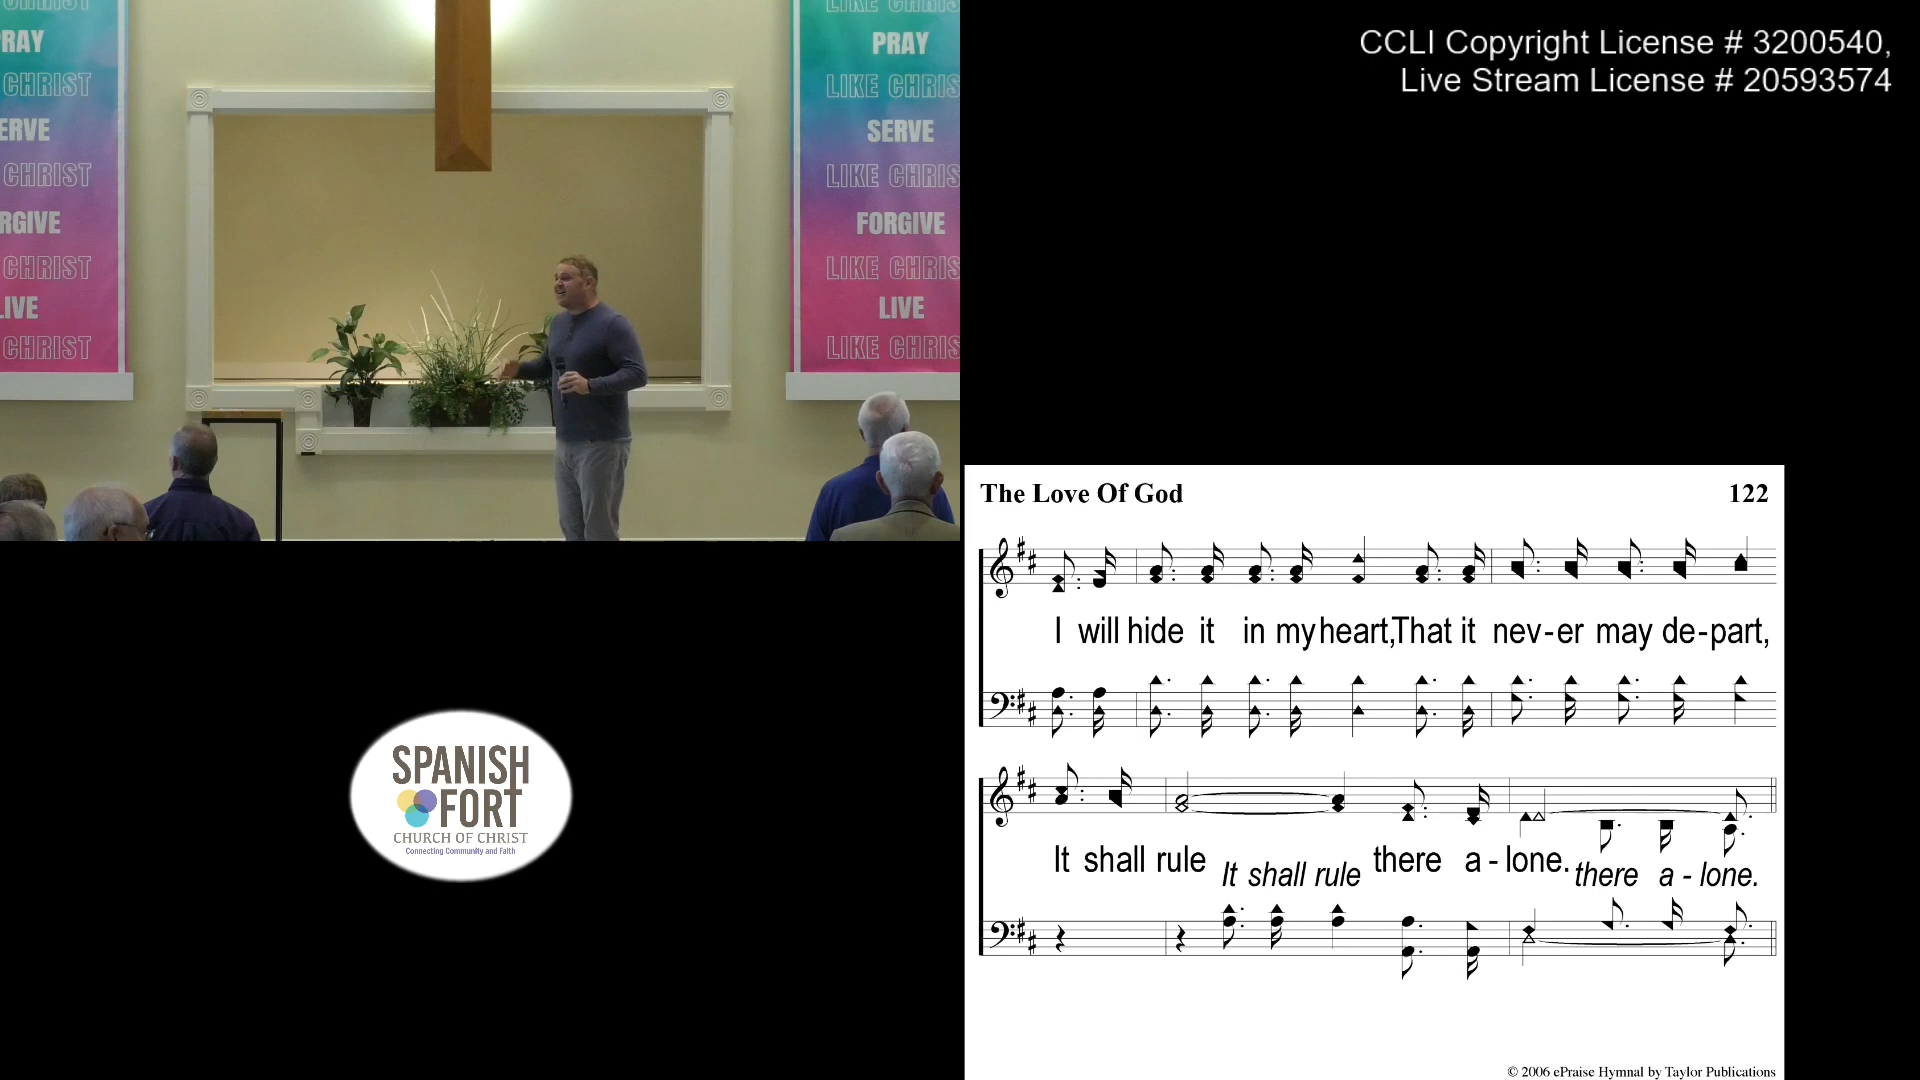 RAY
CHRIST
ERVE
CHRIST
RGIVE
CHRIST
LIVE
CHRIST
LIKE CHRIS
PRAY
LIKE CHRIS
SERVE
LIKE CHRIS
FORGIVE
LIKE CHRIS
LIVE
LIKE CHRIS
CCLI Copyright License # 3200540,
Live Stream License # 20593574
The Love Of God 122
I will hide it in my heart, That it nev-er may de-part,
It shall rule It shall rule there a-lone. there a-lone.
© 2006 ePraise Hymnal by Taylor Publications
SPANISH
FORT
CHURCH OF CHRIST
Connecting Community and Faith